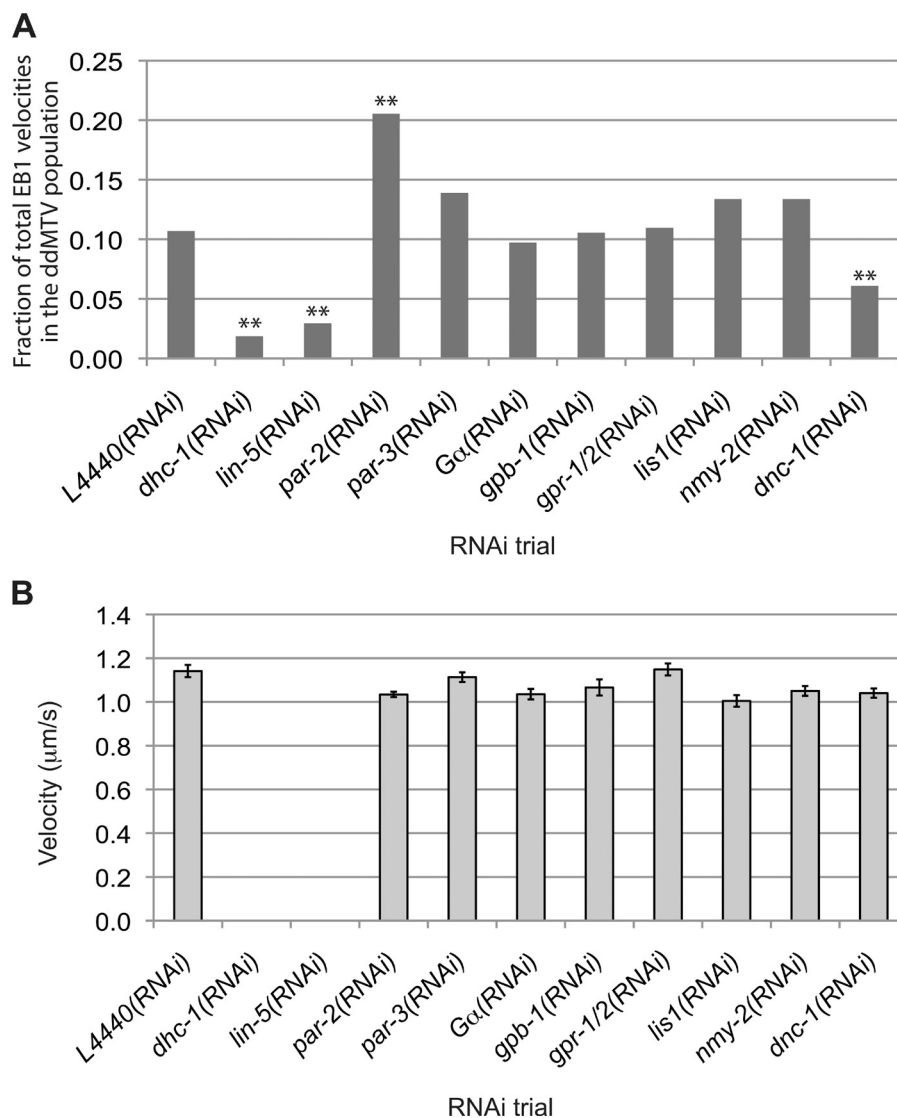 A
Fraction of total EB1 velocities
in the ddMTV population
0.25
0.20
0.15
0.10
0.05
0.00
**
**
**
**
L4440(RNAi)
dhc-1(RNAi)
lin-5(RNAi)
par-2(RNAi)
par-3(RNAi)
Gα(RNAi)
gpb-1(RNAi)
gpr-1/2(RNAi)
lis1(RNAi)
nmy-2(RNAi)
dnc-1(RNAi)
RNAi trial
B
Velocity (μm/s)
1.4
1.2
1.0
0.8
0.6
0.4
0.2
0.0
L4440(RNAi)
dhc-1(RNAi)
lin-5(RNAi)
par-2(RNAi)
par-3(RNAi)
Gα(RNAi)
gpb-1(RNAi)
gpr-1/2(RNAi)
lis1(RNAi)
nmy-2(RNAi)
dnc-1(RNAi)
RNAi trial